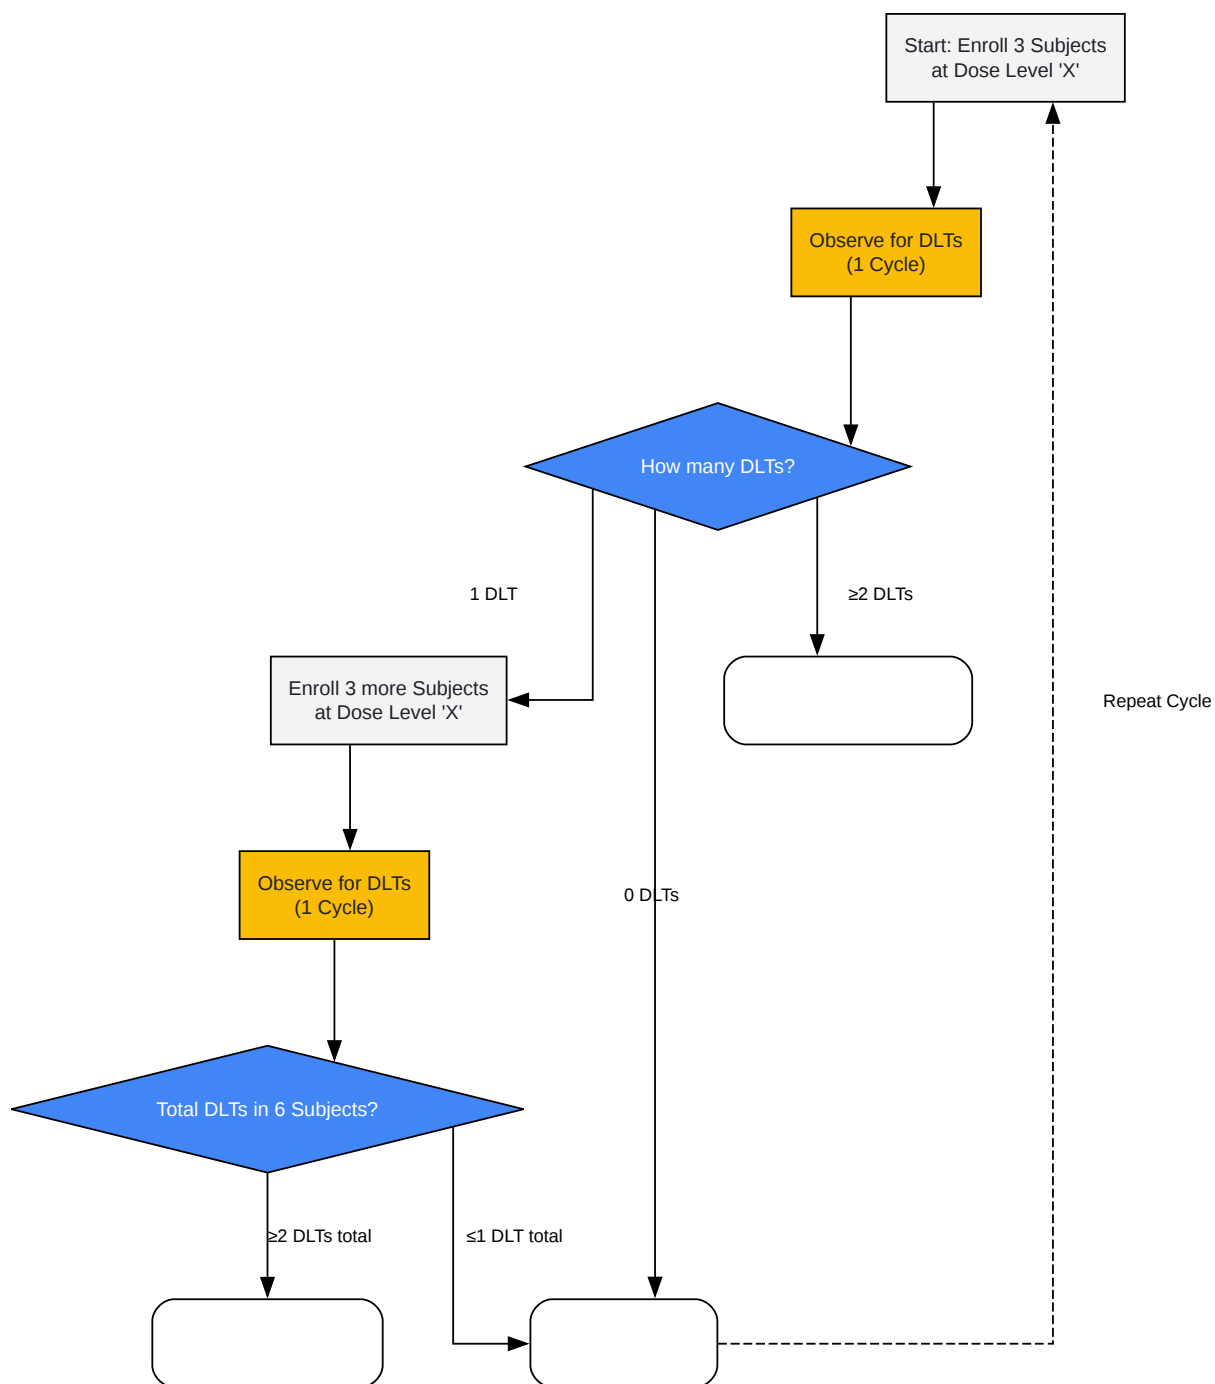 Start: Enroll 3 Subjects
at Dose Level 'X'
Observe for DLTs
(1 Cycle)
How many DLTs?
1 DLT
≥2 DLTs
Enroll 3 more Subjects
at Dose Level 'X'
Repeat Cycle
Observe for DLTs
(1 Cycle)
0 DLTs
Total DLTs in 6 Subjects?
≥2 DLTs total
≤1 DLT total